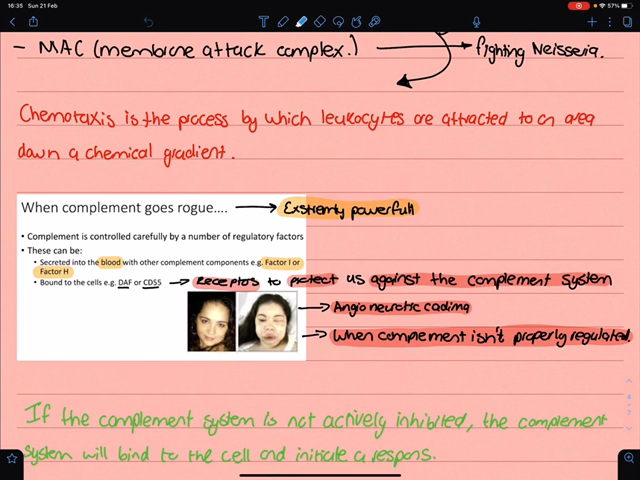 16:35 Sun 21 Feb
57%
- MAC (membrane attack complex.) fighting Neisseria.
Chemotaxis is the process by which leukocytes are attracted to an area
down a chemical gradient.
When complement goes rogue.... Exstremly powerfull
• Complement is controlled carefully by a number of regulatory factors
• These can be:
• Secreted into the blood with other complement components e.g. Factor I or
Factor H
• Bound to the cells e.g. DAF or CD55 receptos to protect us against the complement system
Angio neurotic
When complement isn't properly regulated.
If the complement system is not actively inhibited, the complement
system will bind to the cell and initiate a respons.